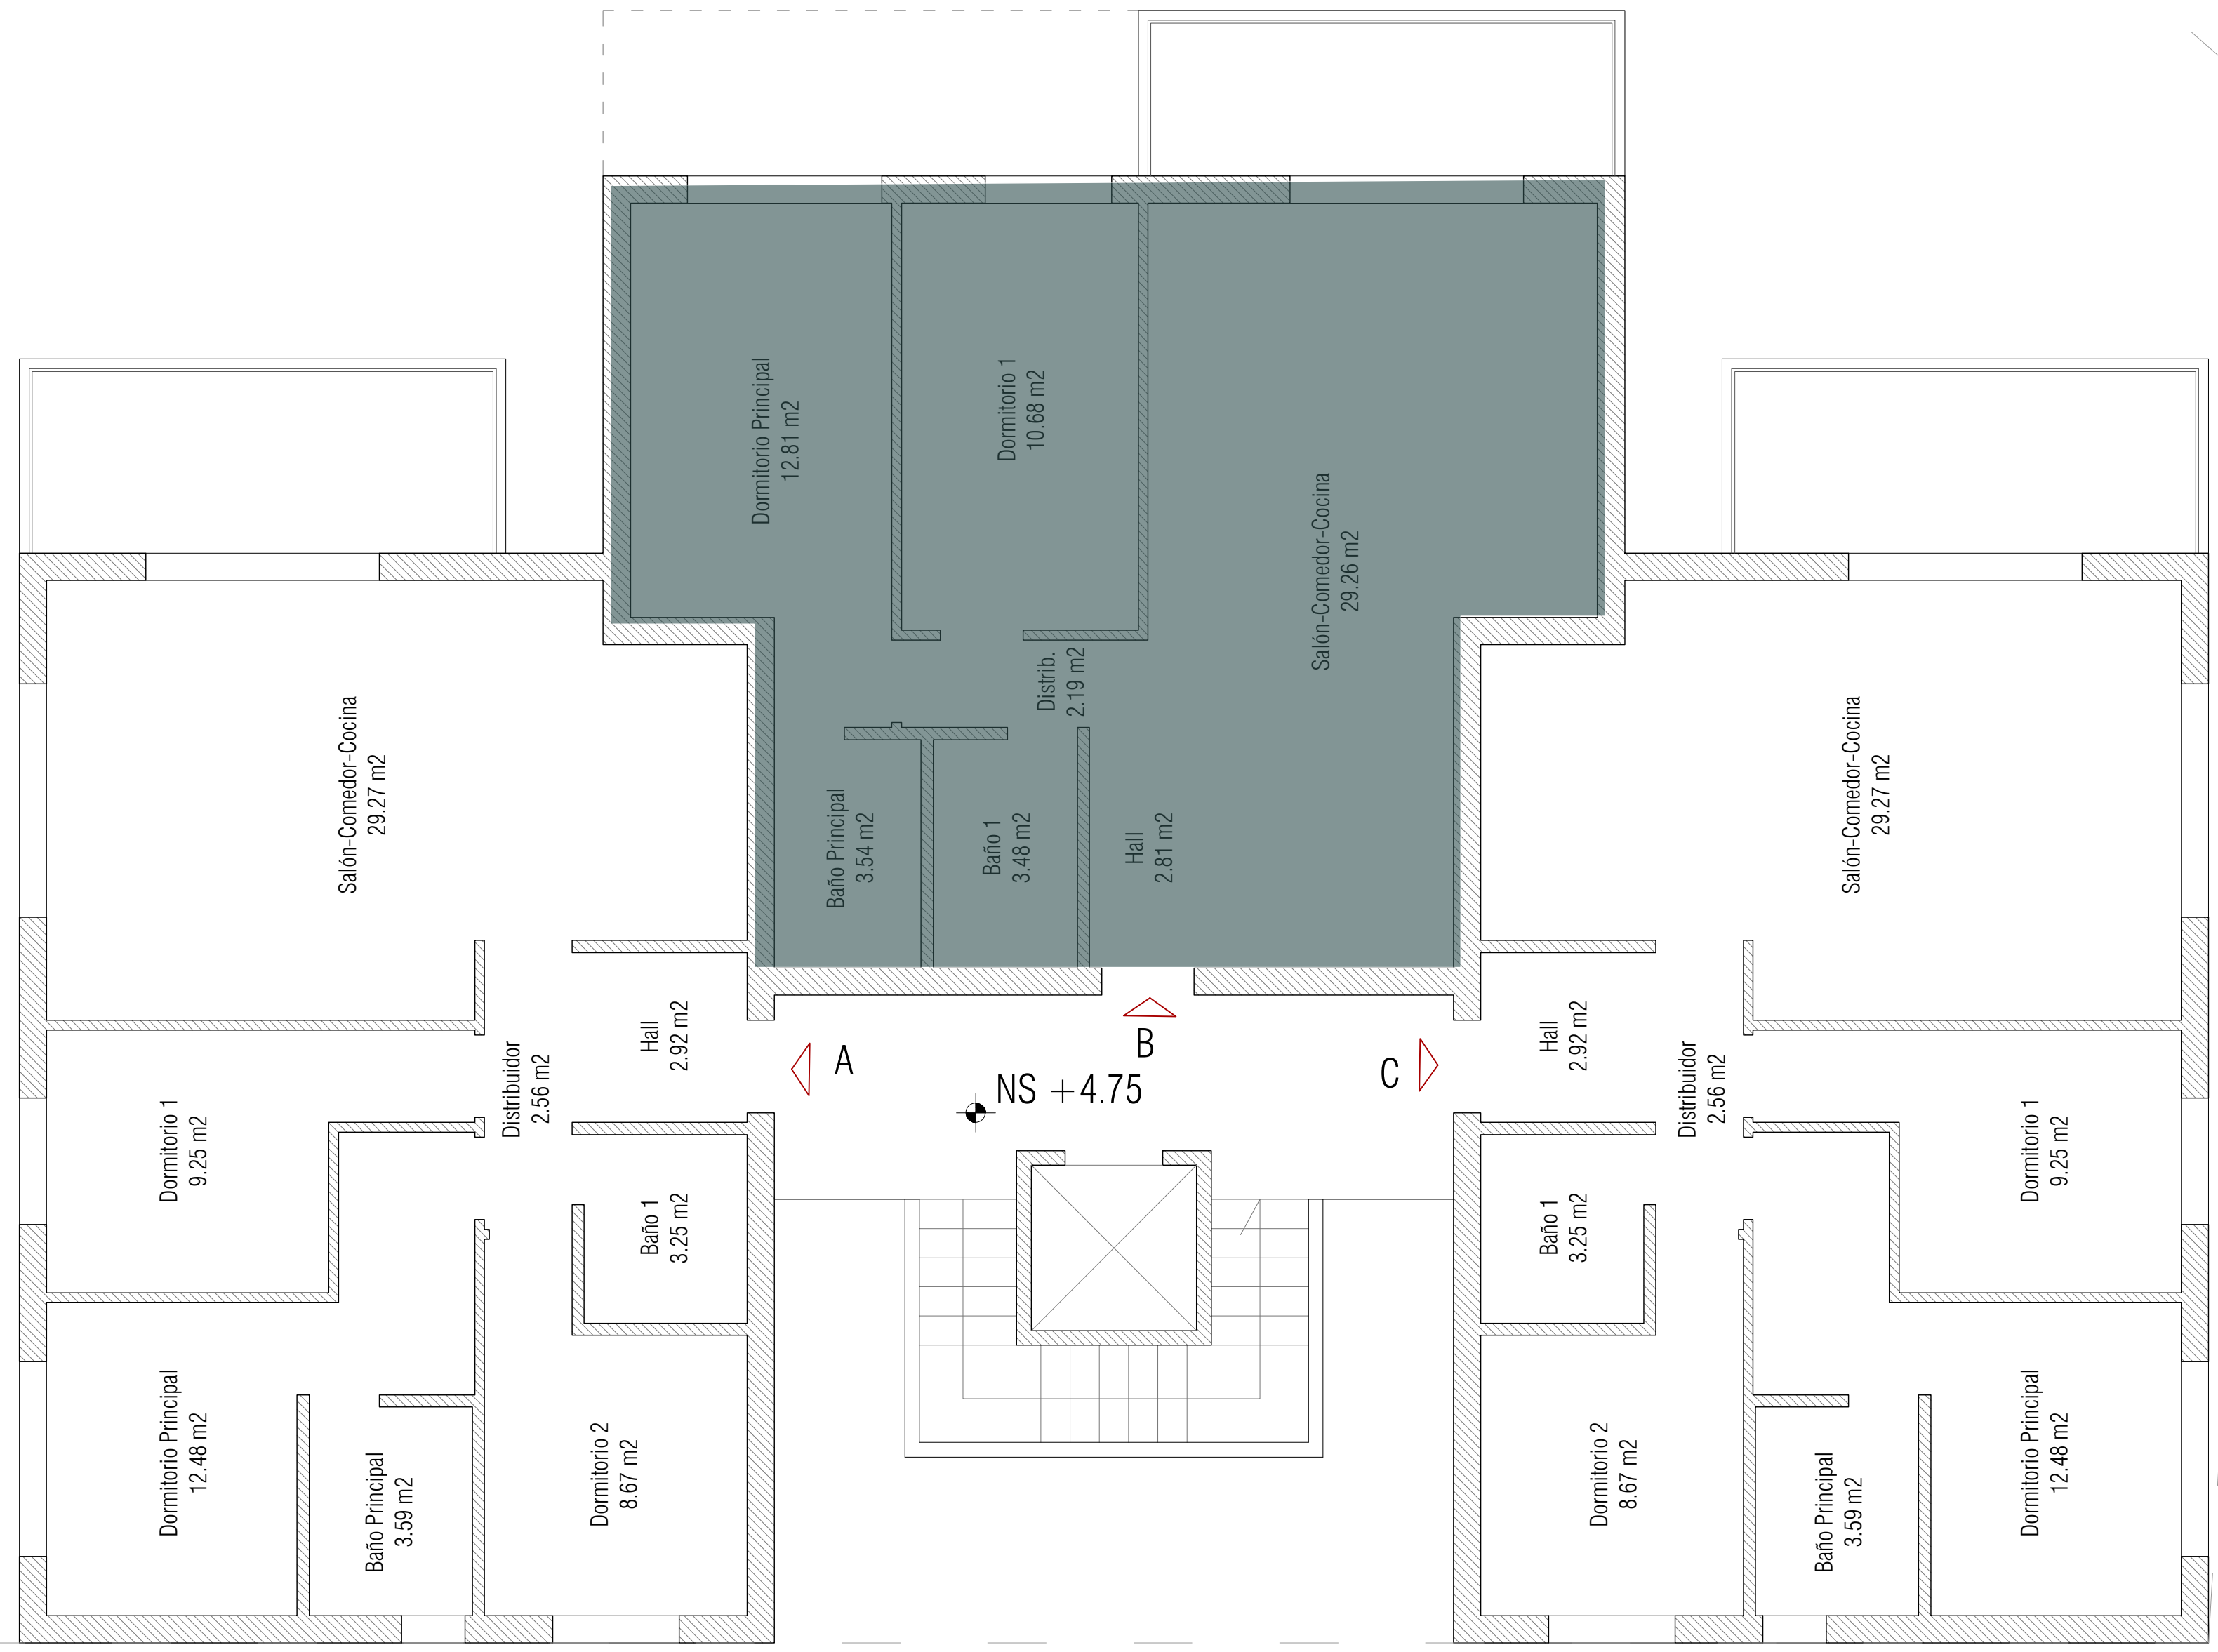 Dormitorio Principal
12.81 m2
Dormitorio 1
10.68 m2
Salón-Comedor-Cocina
29.26 m2
Distrib.
2.19 m2
Baño Principal
3.54 m2
Baño 1
3.48 m2
Hall
2.81 m2
Salón-Comedor-Cocina
29.27 m2
Hall
2.92 m2
Distribuidor
2.56 m2
Dormitorio 1
9.25 m2
Baño 1
3.25 m2
Dormitorio Principal
12.48 m2
Baño Principal
3.59 m2
Dormitorio 2
8.67 m2
A
B
C
NS +4.75
Salón-Comedor-Cocina
29.27 m2
Hall
2.92 m2
Distribuidor
2.56 m2
Dormitorio 1
9.25 m2
Baño 1
3.25 m2
Dormitorio 2
8.67 m2
Baño Principal
3.59 m2
Dormitorio Principal
12.48 m2